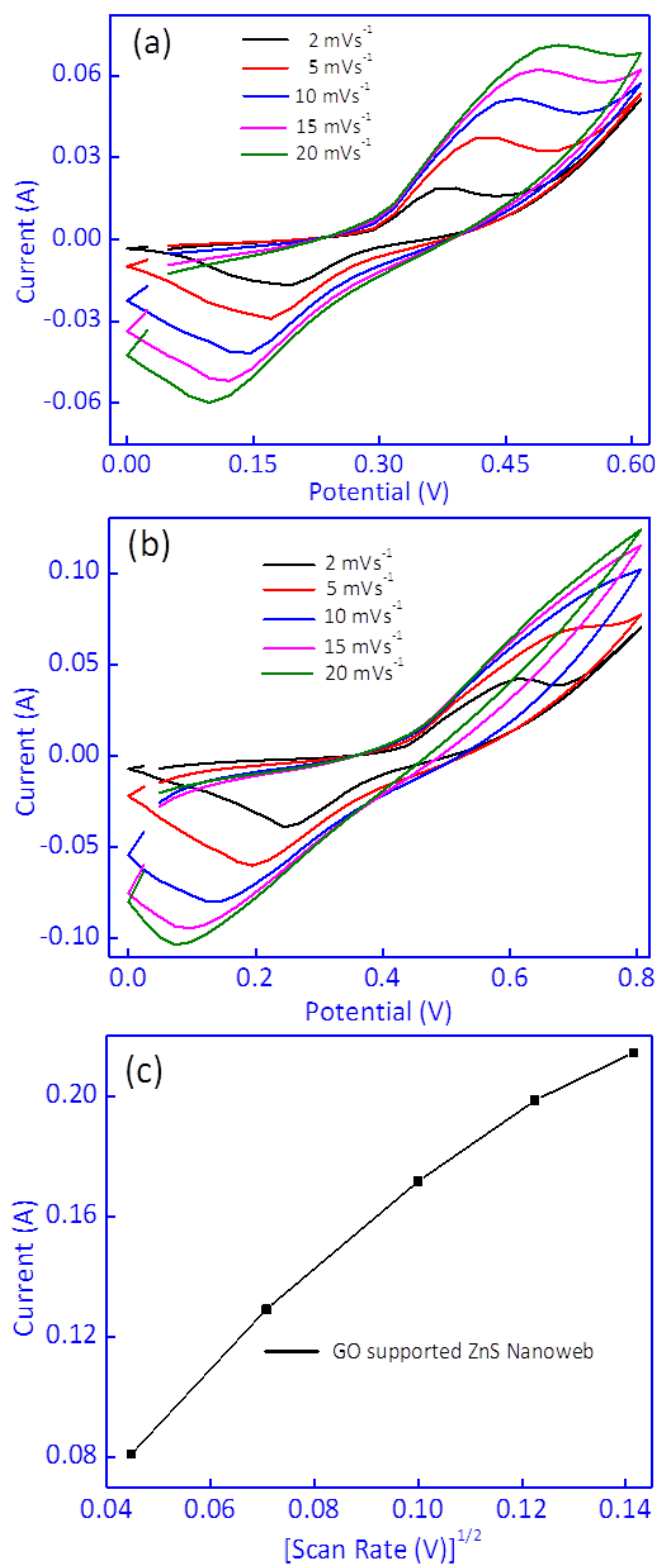 (a)
2 mVs⁻¹
5 mVs⁻¹
10 mVs⁻¹
15 mVs⁻¹
20 mVs⁻¹
0.06
0.03
0.00
-0.03
-0.06
Current (A)
0.00 0.15 0.30 0.45 0.60
Potential (V)
(b)
2 mVs⁻¹
5 mVs⁻¹
10 mVs⁻¹
15 mVs⁻¹
20 mVs⁻¹
0.10
0.05
0.00
-0.05
-0.10
Current (A)
0.0 0.2 0.4 0.6 0.8
Potential (V)
(c)
0.20
0.16
0.12
0.08
Current (A)
GO supported ZnS Nanoweb
0.04 0.06 0.08 0.10 0.12 0.14
[Scan Rate (V)]¹/²